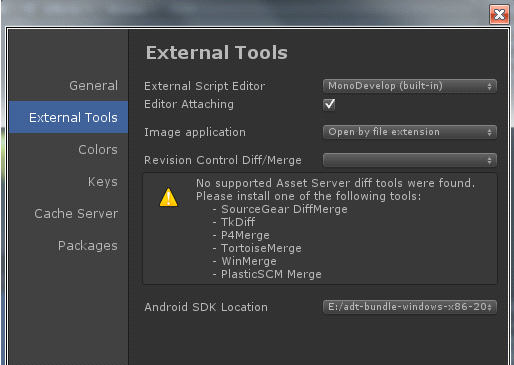 External Tools
General
External Tools
Colors
Keys
Cache Server
Packages
External Script Editor MonoDevelop (built-in)
Editor Attaching
Image application Open by file extension
Revision Control Diff/Merge
No supported Asset Server diff tools were found.
Please install one of the following tools:
- SourceGear DiffMerge
- TkDiff
- P4Merge
- TortoiseMerge
- WinMerge
- PlasticSCM Merge
Android SDK Location E:/adt-bundle-windows-x86-20